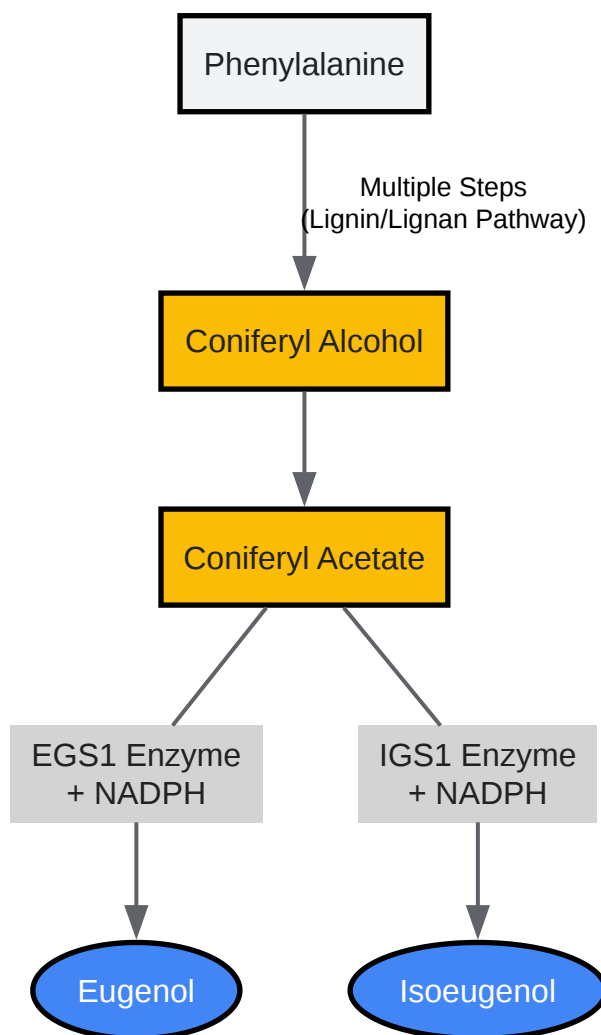 Phenylalanine
Multiple Steps
(Lignin/Lignan Pathway)
Coniferyl Alcohol
Coniferyl Acetate
EGS1 Enzyme
+ NADPH
IGS1 Enzyme
+ NADPH
Eugenol
Isoeugenol